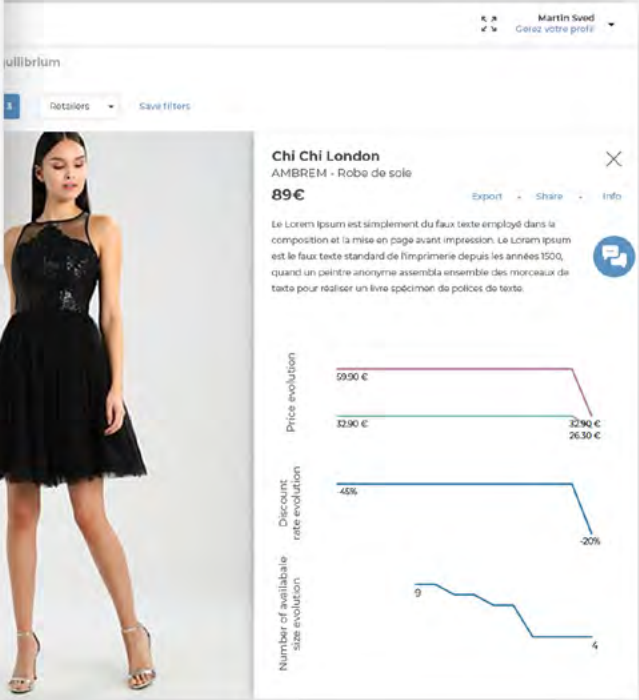 Martin Sved
Gérez votre profil
quilibrium
3
Retailers
Save filters
Chi Chi London
AMBREM - Robe de soie
89€
Export - Share - Info
Le Lorem Ipsum est simplement du faux texte employé dans la
composition et la mise en page avant impression. Le Lorem Ipsum
est le faux texte standard de l'imprimerie depuis les années 1500,
quand un peintre anonyme assembla ensemble des morceaux de
texte pour réaliser un livre spécimen de polices de texte.
Price evolution
59.90 €
32.90 €
32.90 €
26.30 €
Discount
rate evolution
-45%
-20%
Number of availabale
size evolution
9
4